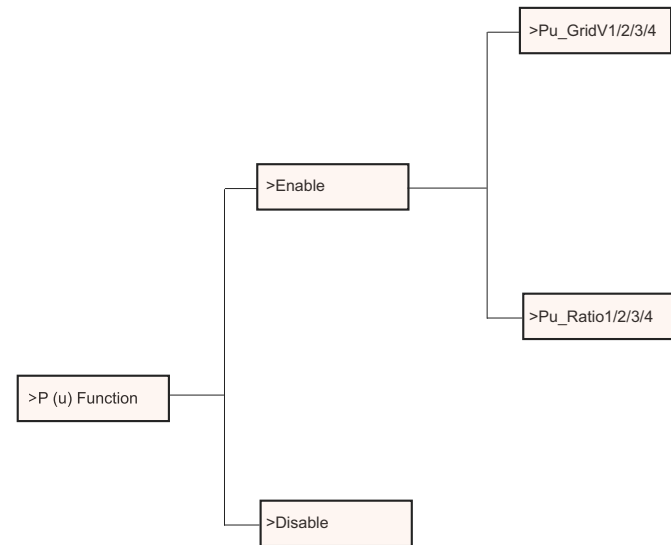 >Pu_GridV1/2/3/4
>Enable
>Pu_Ratio1/2/3/4
>P (u) Function
>Disable